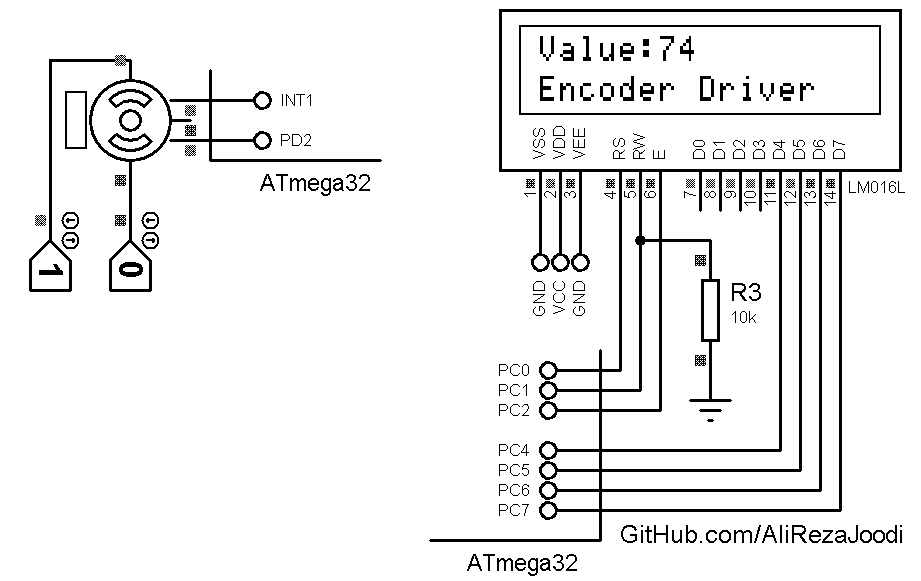 Value:74
Encoder Driver
INT1
PD2
ATmega32
1
0
VSS
VDD
VEE
RS
RW
E
D0
D1
D2
D3
D4
D5
D6
D7
1
2
3
4
5
6
7
8
9
10
11
12
13
14
LM016L
GND
VCC
GND
R3
10k
PC0
PC1
PC2
PC4
PC5
PC6
PC7
GitHub.com/AliRezaJoodi
ATmega32